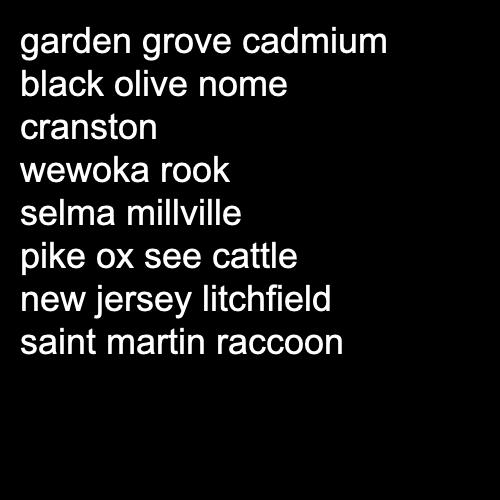 garden grove cadmium
black olive nome
cranston
wewoka rook
selma millville
pike ox see cattle
new jersey litchfield
saint martin raccoon